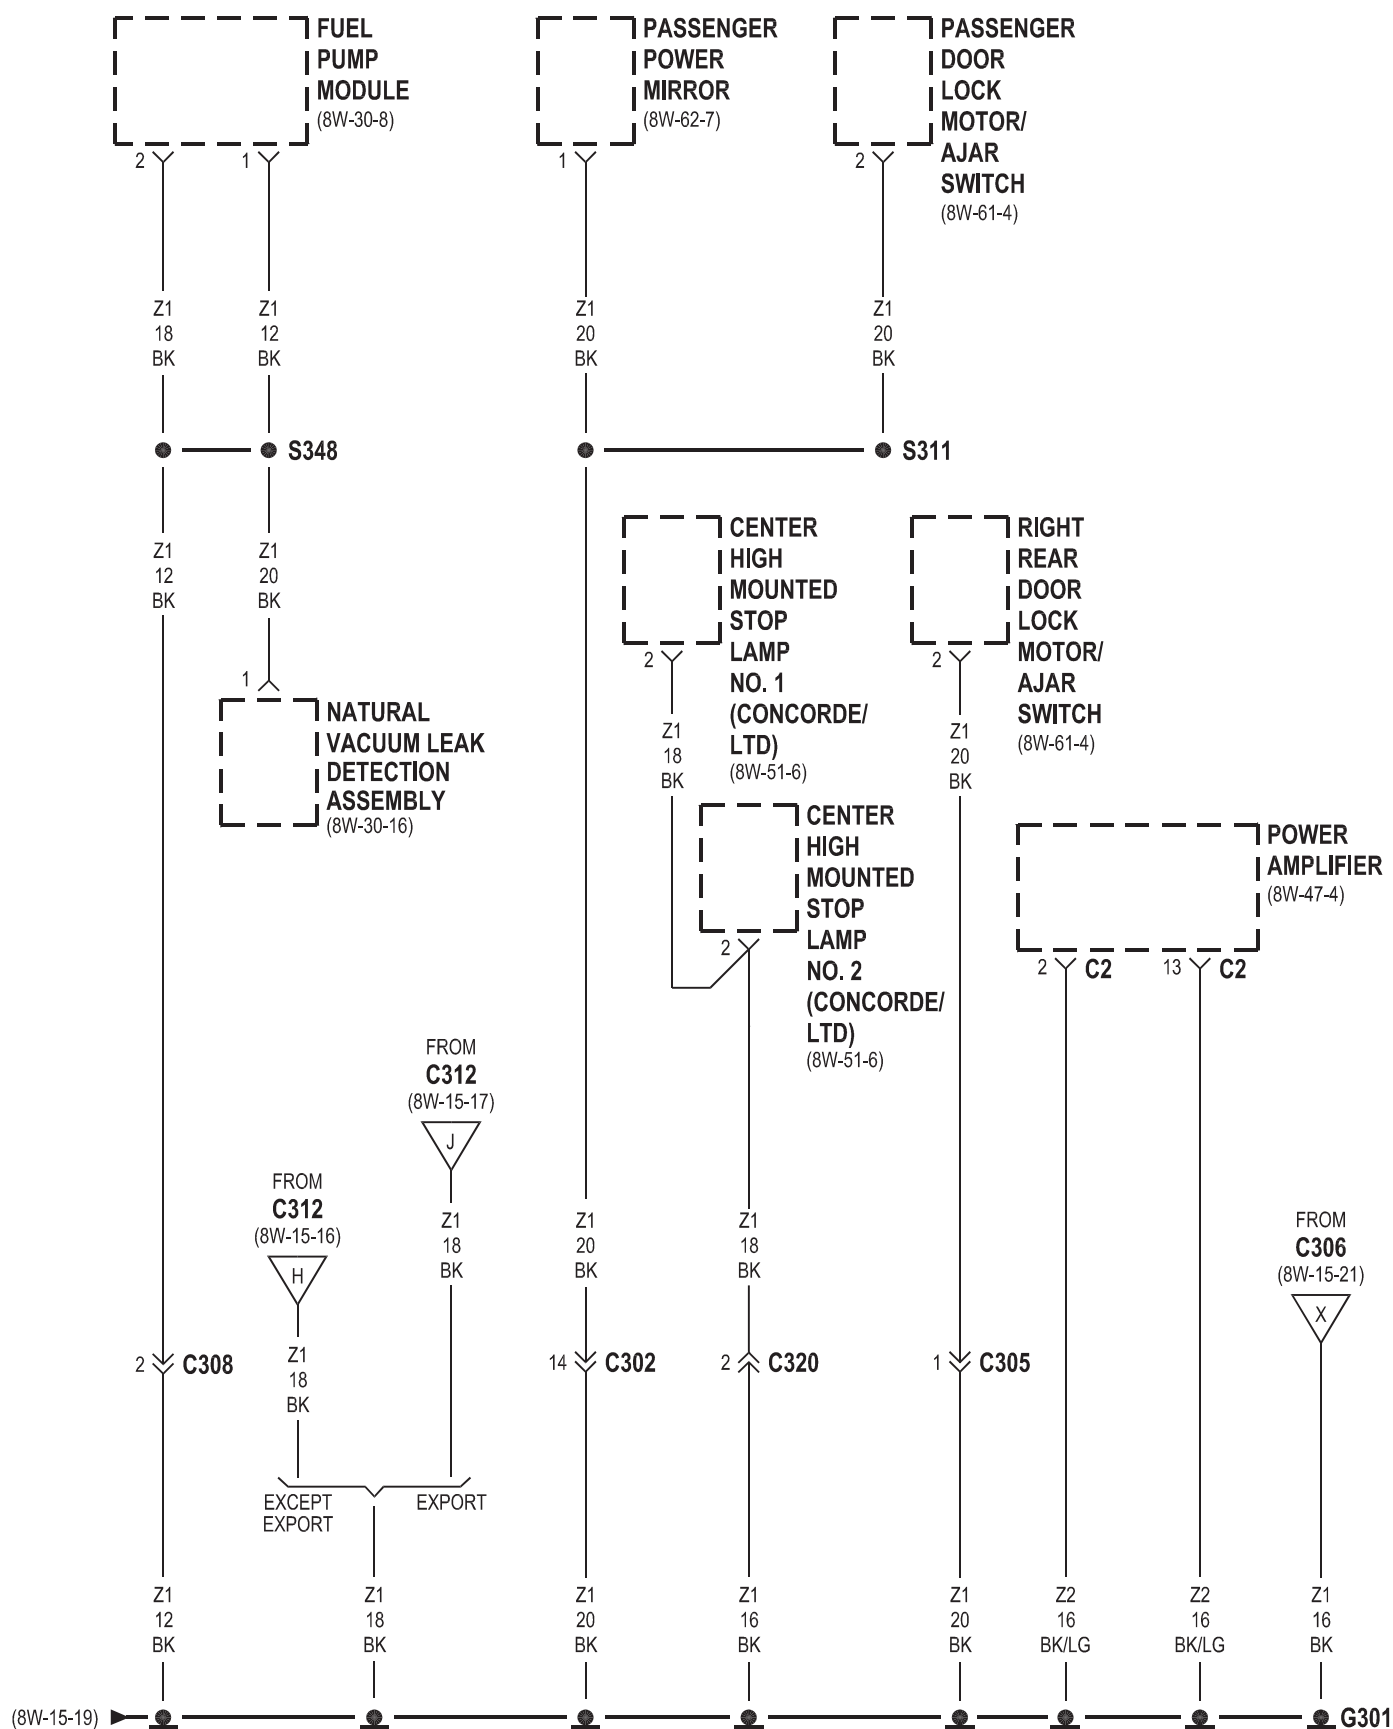 FUEL
PUMP
MODULE
(8W-30-8)
PASSENGER
POWER
MIRROR
(8W-62-7)
PASSENGER
DOOR
LOCK
MOTOR/
AJAR
SWITCH
(8W-61-4)
2
1
1
2
Z1
18
BK
Z1
12
BK
Z1
20
BK
Z1
20
BK
S348
S311
Z1
12
BK
Z1
20
BK
1
NATURAL
VACUUM LEAK
DETECTION
ASSEMBLY
(8W-30-16)
CENTER
HIGH
MOUNTED
STOP
LAMP
NO. 1
(CONCORDE/
LTD)
(8W-51-6)
2
Z1
18
BK
RIGHT
REAR
DOOR
LOCK
MOTOR/
AJAR
SWITCH
(8W-61-4)
2
Z1
20
BK
CENTER
HIGH
MOUNTED
STOP
LAMP
NO. 2
(CONCORDE/
LTD)
(8W-51-6)
2
POWER
AMPLIFIER
(8W-47-4)
2
C2
13
C2
FROM
C312
(8W-15-17)
J
Z1
18
BK
FROM
C312
(8W-15-16)
H
Z1
18
BK
Z1
20
BK
Z1
18
BK
FROM
C306
(8W-15-21)
X
2
C308
14
C302
2
C320
1
C305
EXCEPT
EXPORT
EXPORT
Z1
12
BK
Z1
18
BK
Z1
20
BK
Z1
16
BK
Z1
20
BK
Z2
16
BK/LG
Z2
16
BK/LG
Z1
16
BK
(8W-15-19)
G301